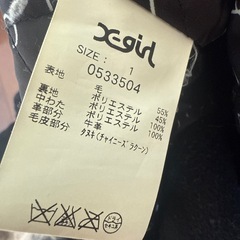 X-girl
SIZE: 1
0533504
表地 毛 55%
ポリエステル 45%
裏地 ポリエステル 100%
中わた ポリエステル 100%
革部分 牛革
毛皮部分 タヌキ(チャイニーズラクーン)